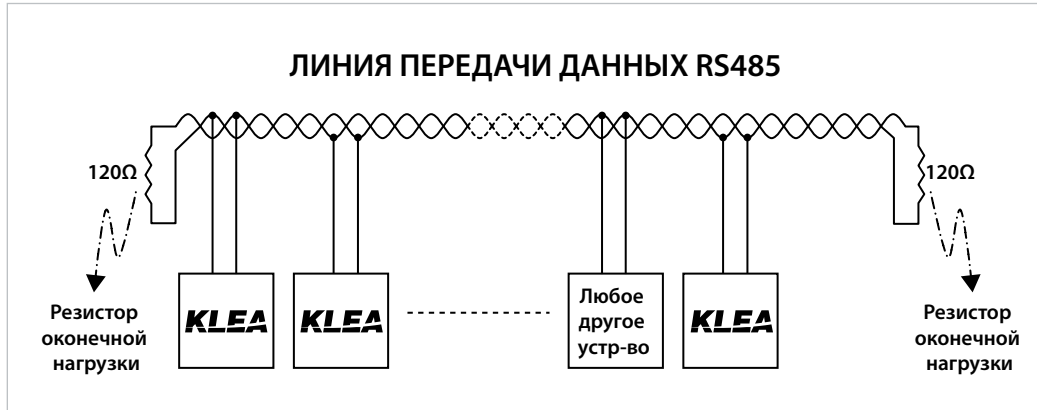 ЛИНИЯ ПЕРЕДАЧИ ДАННЫХ RS485
120Ω
120Ω
Резистор
оконечной
нагрузки
KLEA
KLEA
Любое
другое
устр-во
KLEA
Резистор
оконечной
нагрузки